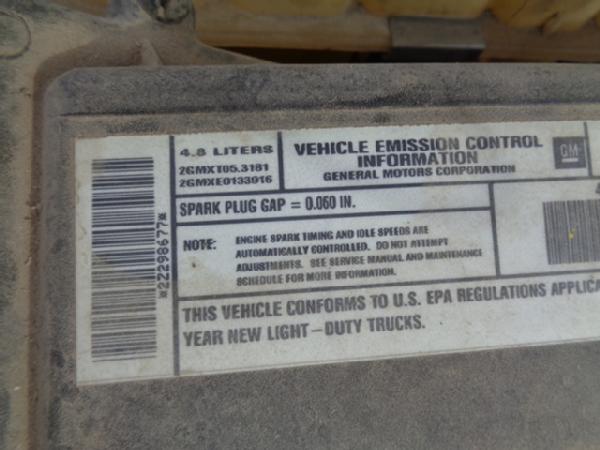 *22298677*
4.8 LITERS
2GMXT05.3181
2GMXE0133916
VEHICLE EMISSION CONTROL
INFORMATION
GENERAL MOTORS CORPORATION
GM
SPARK PLUG GAP = 0.060 IN.
NOTE: ENGINE SPARK TIMING AND IDLE SPEEDS ARE
AUTOMATICALLY CONTROLLED. DO NOT ATTEMPT
ADJUSTMENTS. SEE SERVICE MANUAL AND MAINTENANCE
SCHEDULE FOR MORE INFORMATION.
THIS VEHICLE CONFORMS TO U.S. EPA REGULATIONS APPLICA
YEAR NEW LIGHT-DUTY TRUCKS.